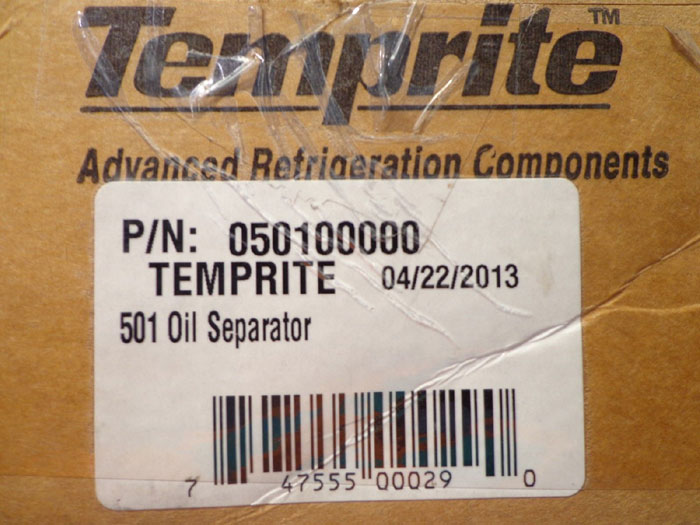 Temprite™
Advanced Refrigeration Components
P/N: 050100000
TEMPRITE 04/22/2013
501 Oil Separator
7 47555 00029 0